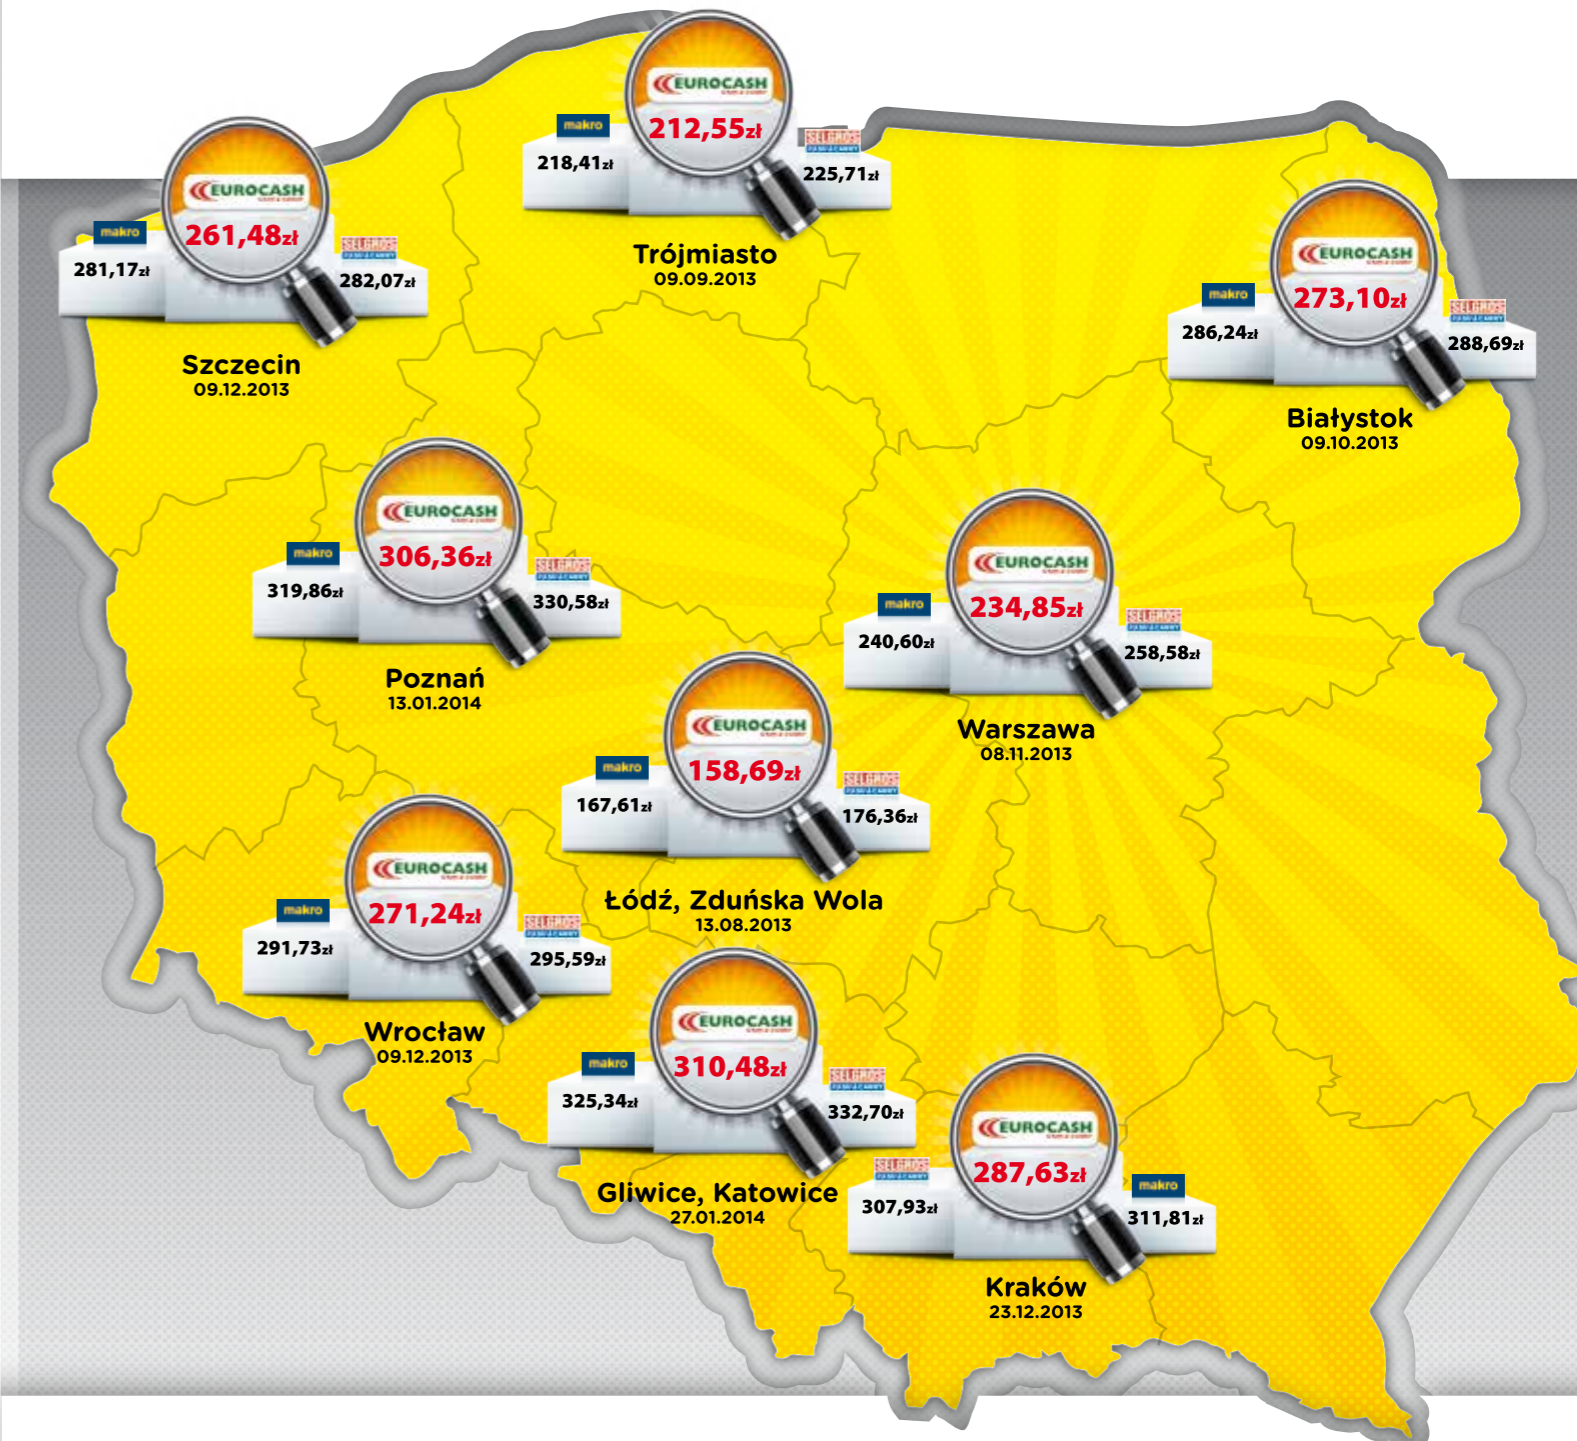 EUROCASH
212,55zł
makro
218,41zł
SELGROS
225,71zł
Trójmiasto
09.09.2013
EUROCASH
261,48zł
makro
281,17zł
SELGROS
282,07zł
Szczecin
09.12.2013
EUROCASH
273,10zł
makro
286,24zł
SELGROS
288,69zł
Białystok
09.10.2013
EUROCASH
306,36zł
makro
319,86zł
SELGROS
330,58zł
Poznań
13.01.2014
EUROCASH
234,85zł
makro
240,60zł
SELGROS
258,58zł
Warszawa
08.11.2013
EUROCASH
158,69zł
makro
167,61zł
SELGROS
176,36zł
Łódź, Zduńska Wola
13.08.2013
EUROCASH
271,24zł
makro
291,73zł
SELGROS
295,59zł
Wrocław
09.12.2013
EUROCASH
310,48zł
makro
325,34zł
SELGROS
332,70zł
Gliwice, Katowice
27.01.2014
EUROCASH
287,63zł
SELGROS
307,93zł
makro
311,81zł
Kraków
23.12.2013